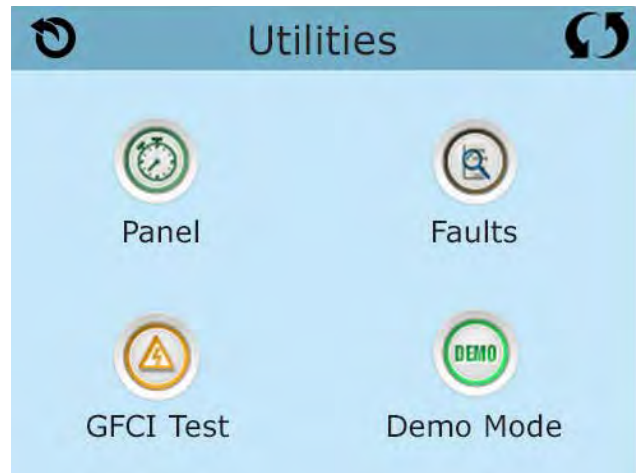 Utilities
Panel
Faults
DEMO
GFCI Test
Demo Mode